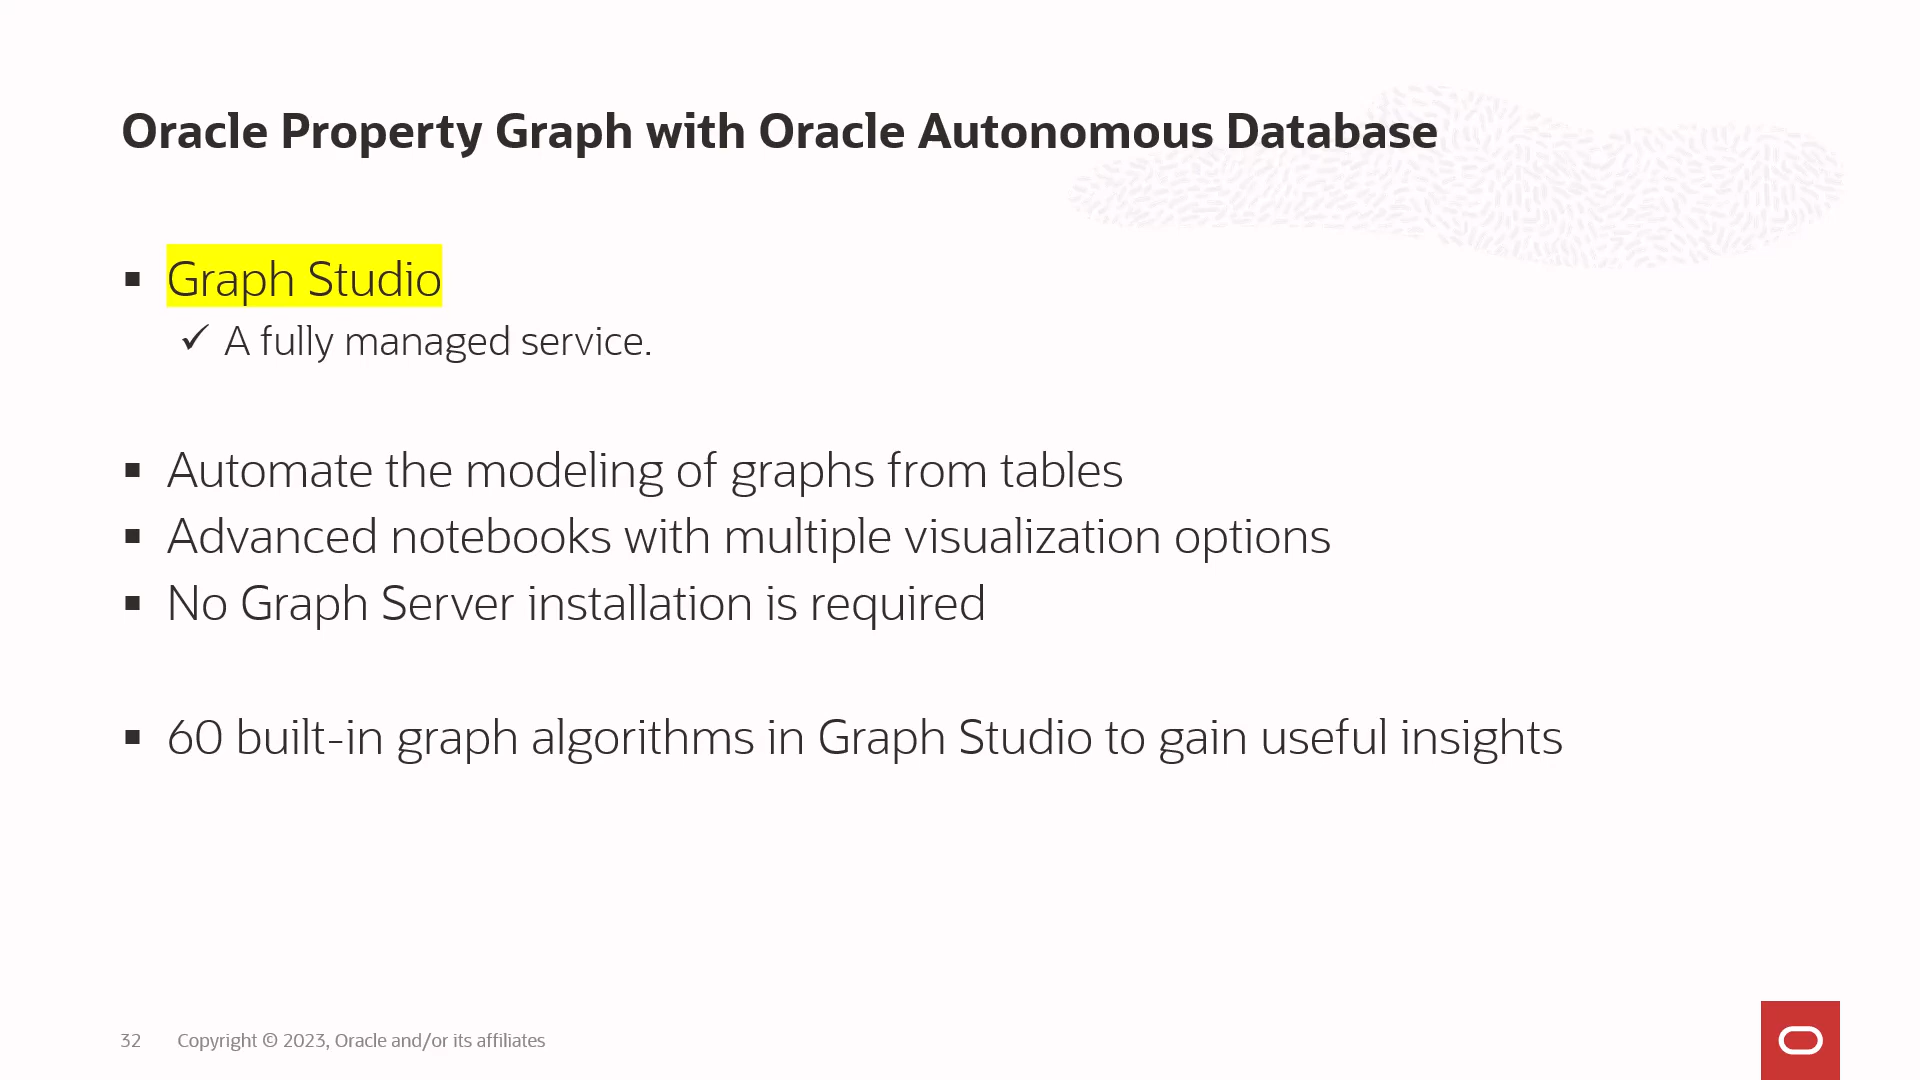 Oracle Property Graph with Oracle Autonomous Database
▪ Graph Studio
✓ A fully managed service.
▪ Automate the modeling of graphs from tables
▪ Advanced notebooks with multiple visualization options
▪ No Graph Server installation is required
▪ 60 built-in graph algorithms in Graph Studio to gain useful insights
32 Copyright © 2023, Oracle and/or its affiliates